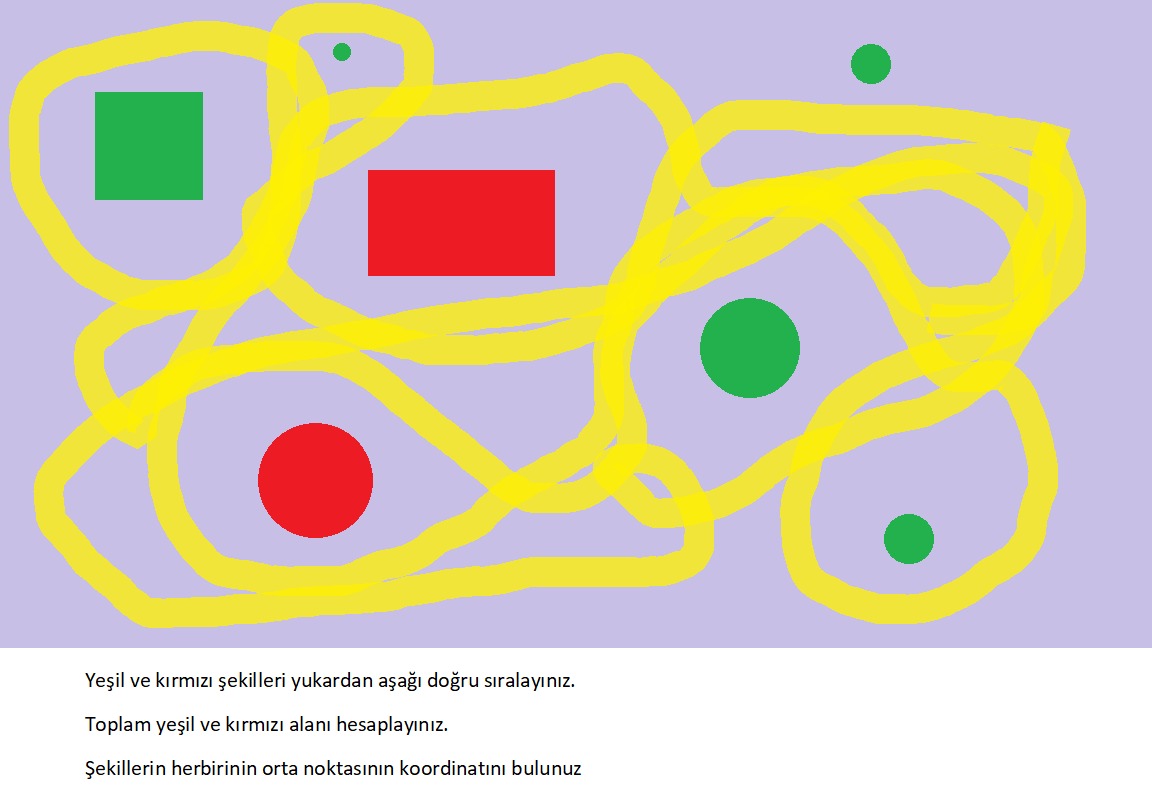 Yeşil ve kırmızı şekilleri yukardan aşağı doğru sıralayınız.
Toplam yeşil ve kırmızı alanı hesaplayınız.
Şekillerin herbirinin orta noktasının koordinatını bulunuz